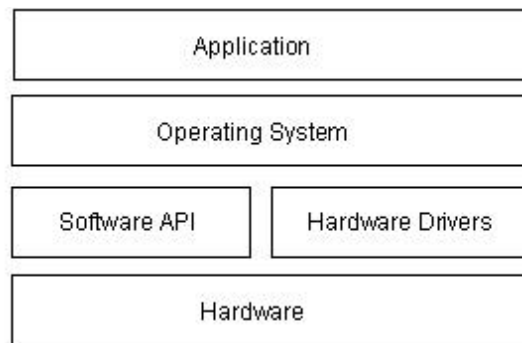 Application
Operating System
Software API
Hardware Drivers
Hardware